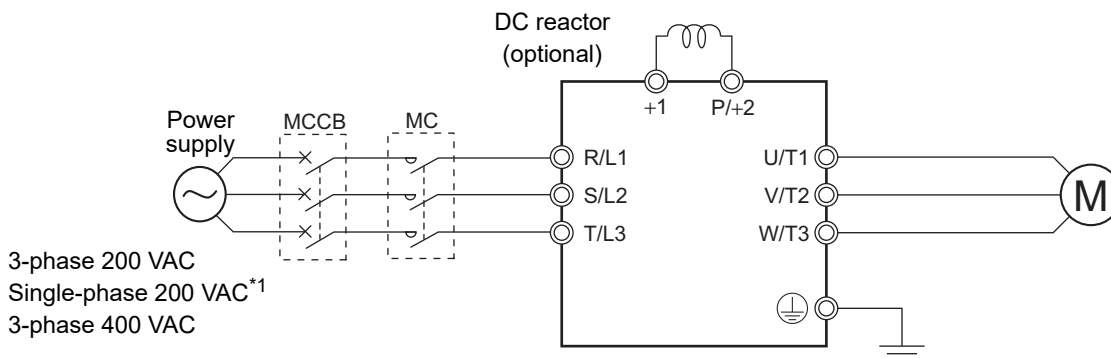 DC reactor
(optional)
+1
P/+2
Power
supply
MCCB
MC
R/L1
U/T1
S/L2
V/T2
M
T/L3
W/T3
3-phase 200 VAC
Single-phase 200 VAC*1
3-phase 400 VAC